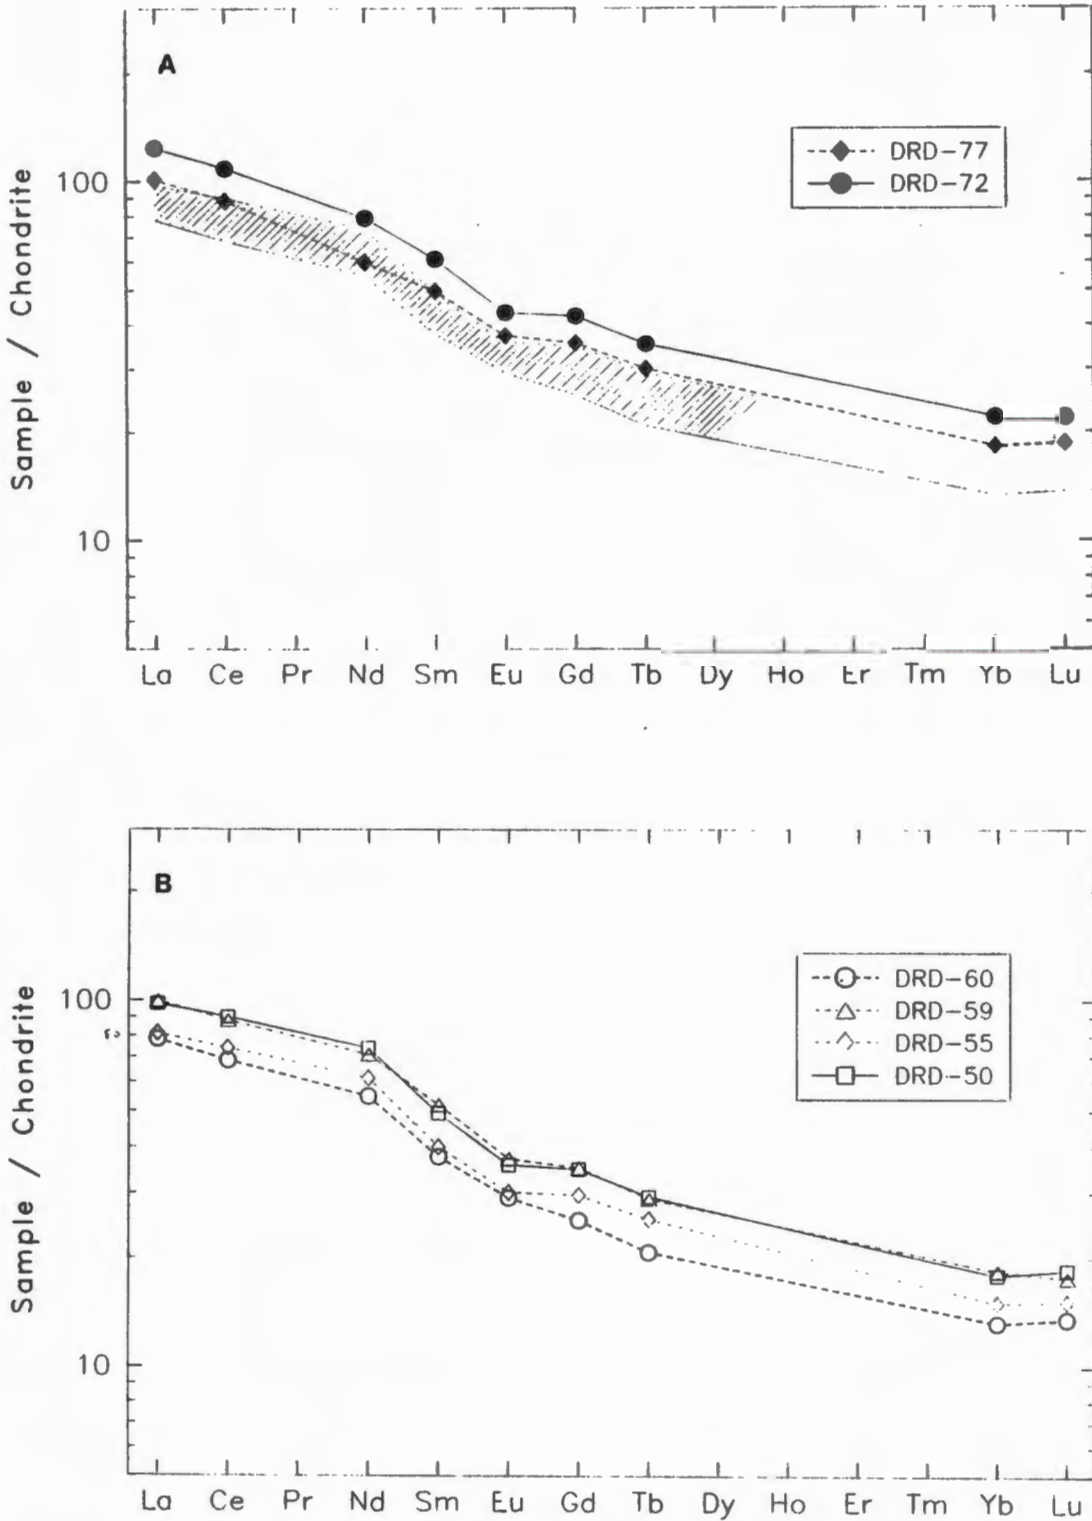 A
DRD-77
DRD-72
100
10
Sample / Chondrite
La Ce Pr Nd Sm Eu Gd Tb Dy Ho Er Tm Yb Lu
B
DRD-60
DRD-59
DRD-55
DRD-50
100
10
Sample / Chondrite
La Ce Pr Nd Sm Eu Gd Tb Dy Ho Er Tm Yb Lu